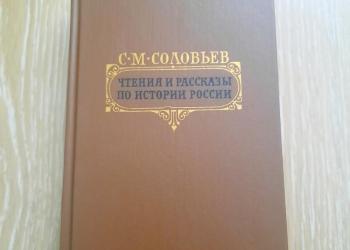 С·М·СОЛОВЬЕВ
ЧТЕНИЯ И РАССКАЗЫ
ПО ИСТОРИИ РОССИИ